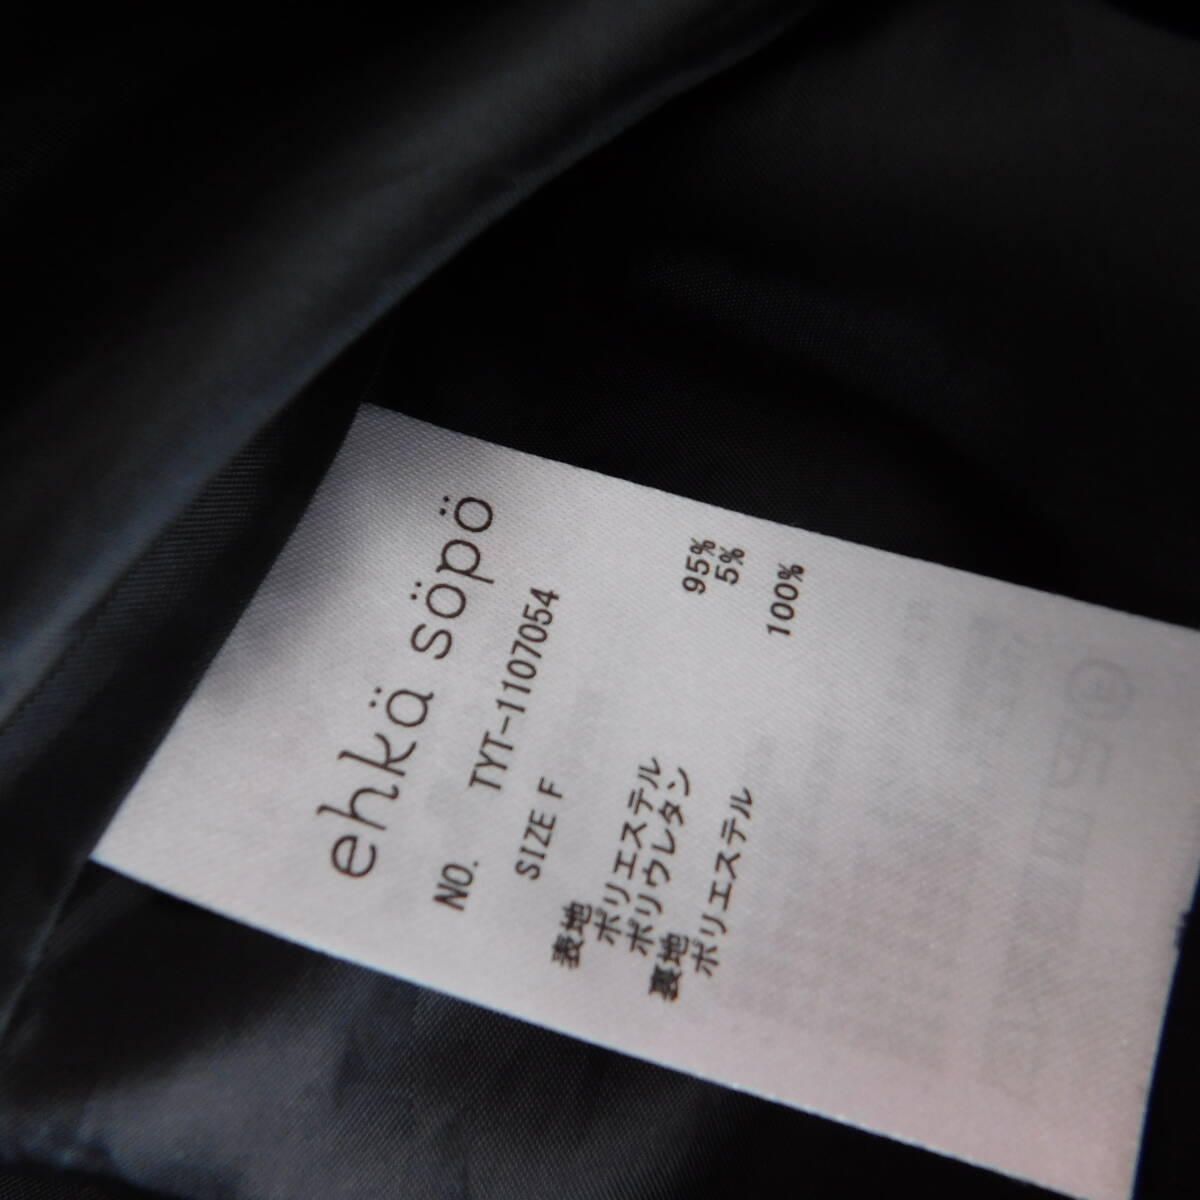 ehkä söpö
NO. TYT-1107054
SIZE F
表地
ポリエステル 95%
ポリウレタン 5%
裏地
ポリエステル 100%